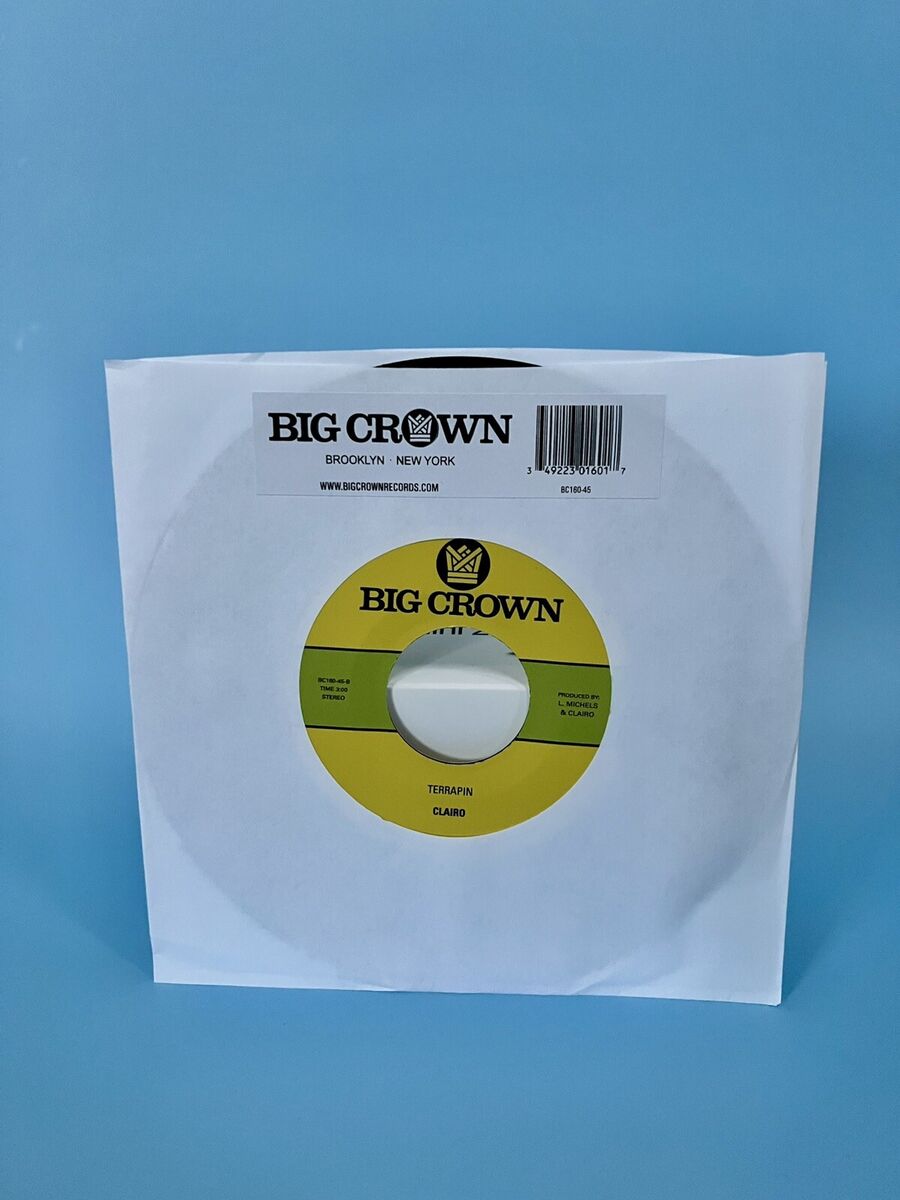 BIG CROWN
BROOKLYN · NEW YORK
WWW.BIGCROWNRECORDS.COM
3 49223 01601 7
BC160-45
BIG CROWN
BC160-45-B
TIME 3:00
STEREO
PRODUCED BY:
L. MICHELS
& CLAIRO
TERRAPIN
CLAIRO